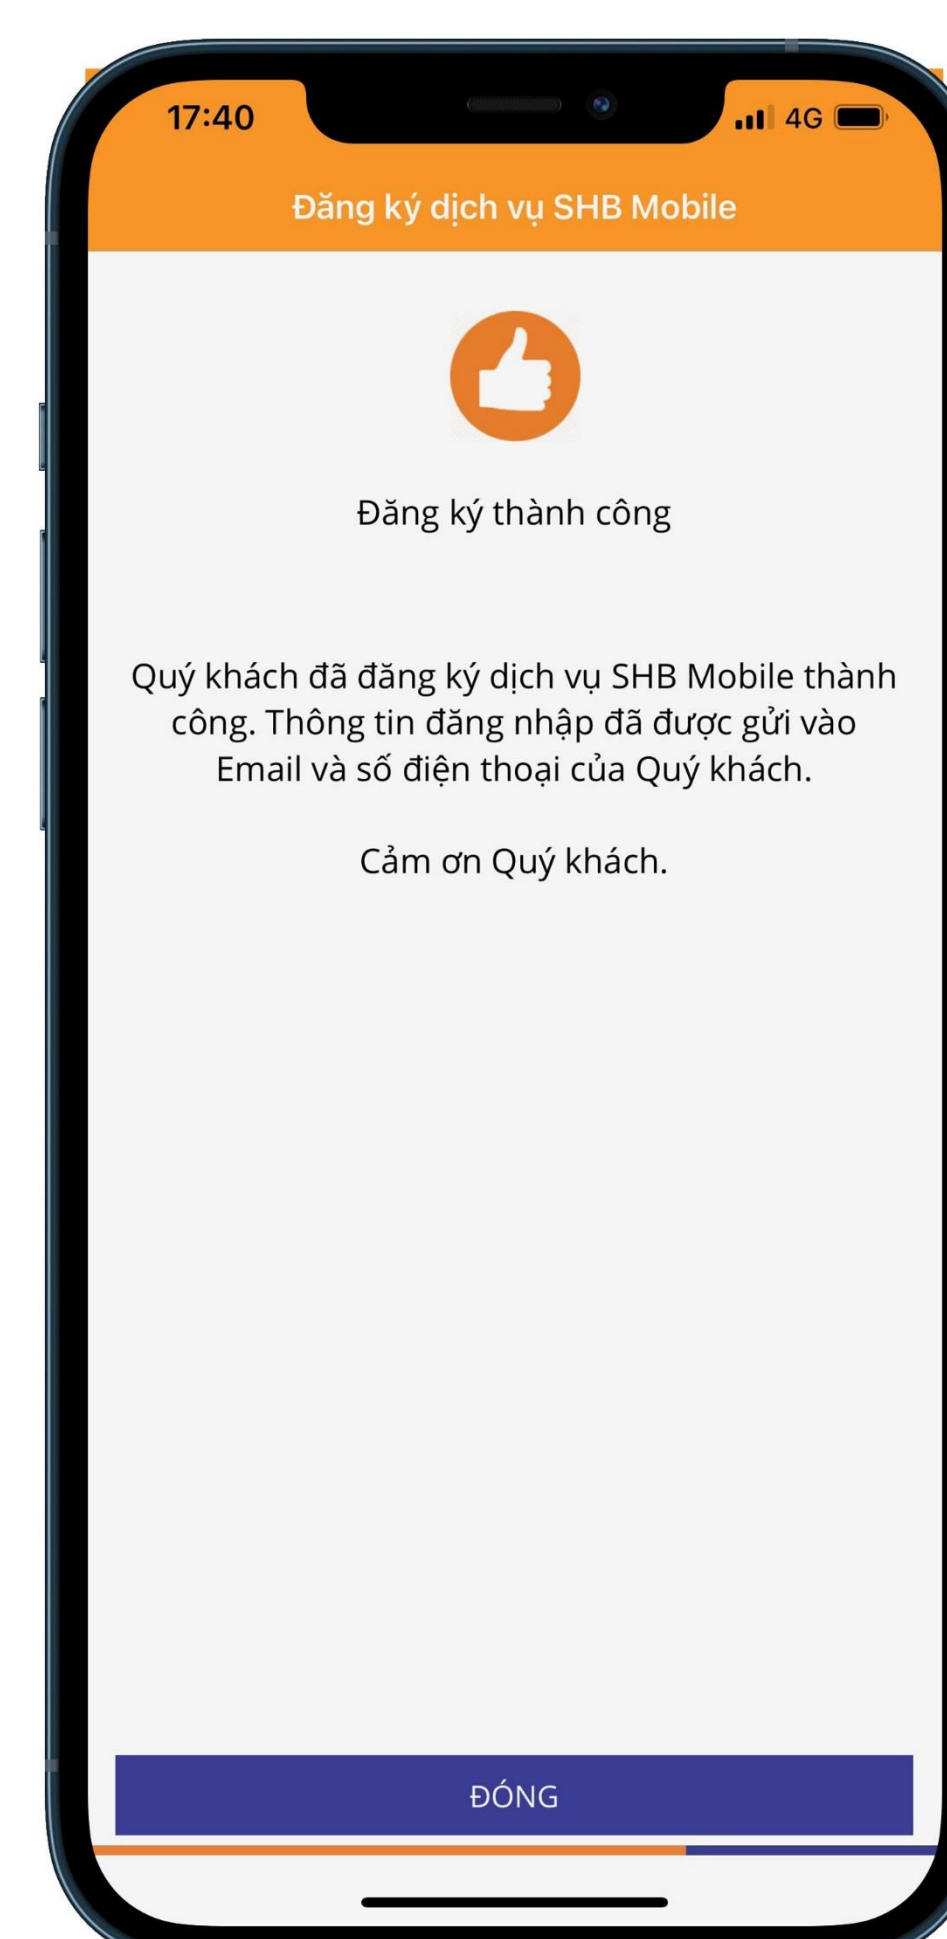 17:40
4G
Đăng ký dịch vụ SHB Mobile
Đăng ký thành công
Quý khách đã đăng ký dịch vụ SHB Mobile thành
công. Thông tin đăng nhập đã được gửi vào
Email và số điện thoại của Quý khách.
Cảm ơn Quý khách.
ĐÓNG